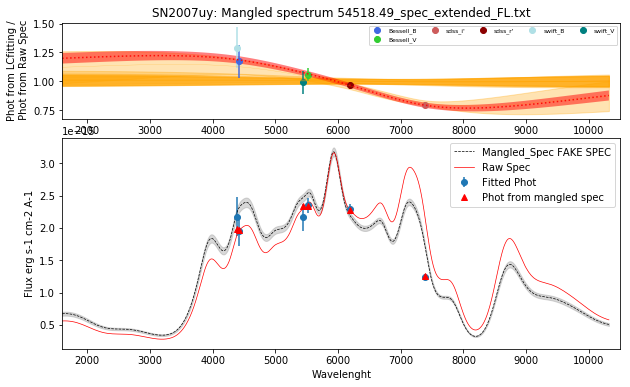 SN2007uy: Mangled spectrum 54518.49_spec_extended_FL.txt
Phot from LCfitting /
Phot from Raw Spec
1.50
1.25
1.00
0.75
Bessell_B
Bessell_V
sdss_i'
sdss_r'
swift_B
swift_V
2000 3000 4000 5000 6000 7000 8000 9000 10000
1e−15
Flux erg s-1 cm-2 A-1
3.0
2.5
2.0
1.5
1.0
0.5
Mangled_Spec FAKE SPEC
Raw Spec
Fitted Phot
Phot from mangled spec
2000 3000 4000 5000 6000 7000 8000 9000 10000
Wavelenght